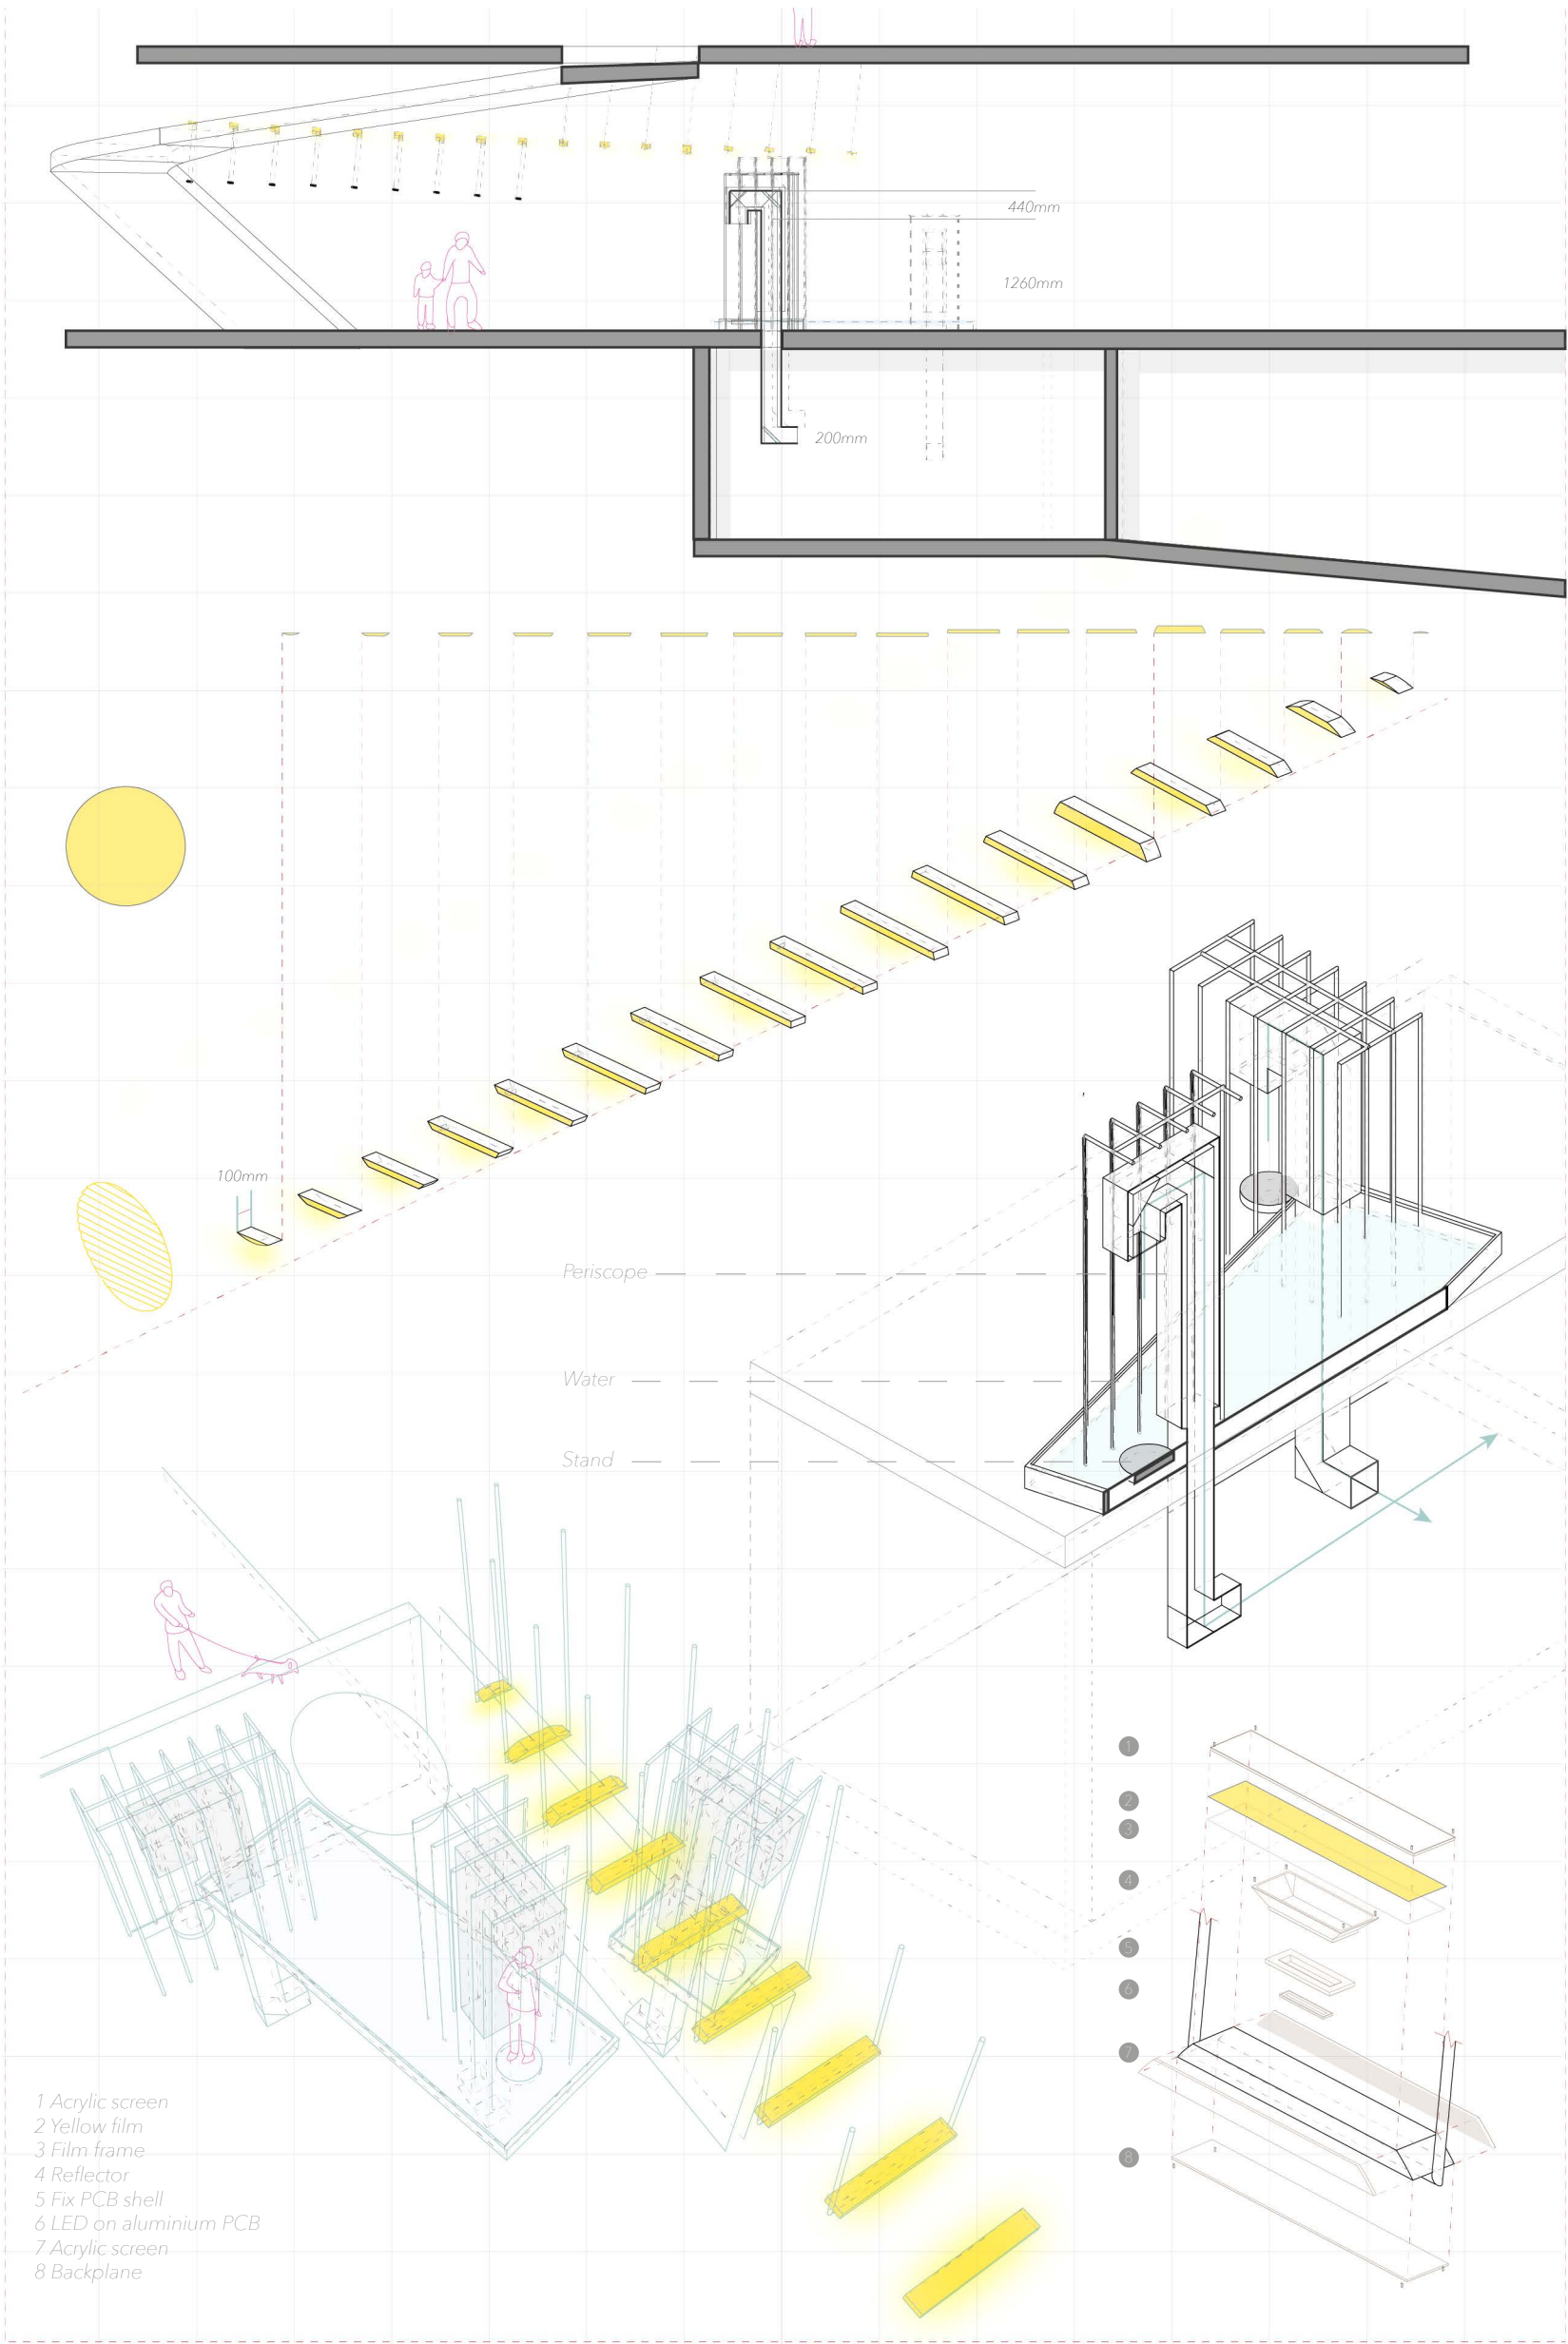 440mm
1260mm
200mm
100mm
Periscope
Water
Stand
1
2
3
4
5
6
7
8
1 Acrylic screen
2 Yellow film
3 Film frame
4 Reflector
5 Fix PCB shell
6 LED on aluminium PCB
7 Acrylic screen
8 Backplane